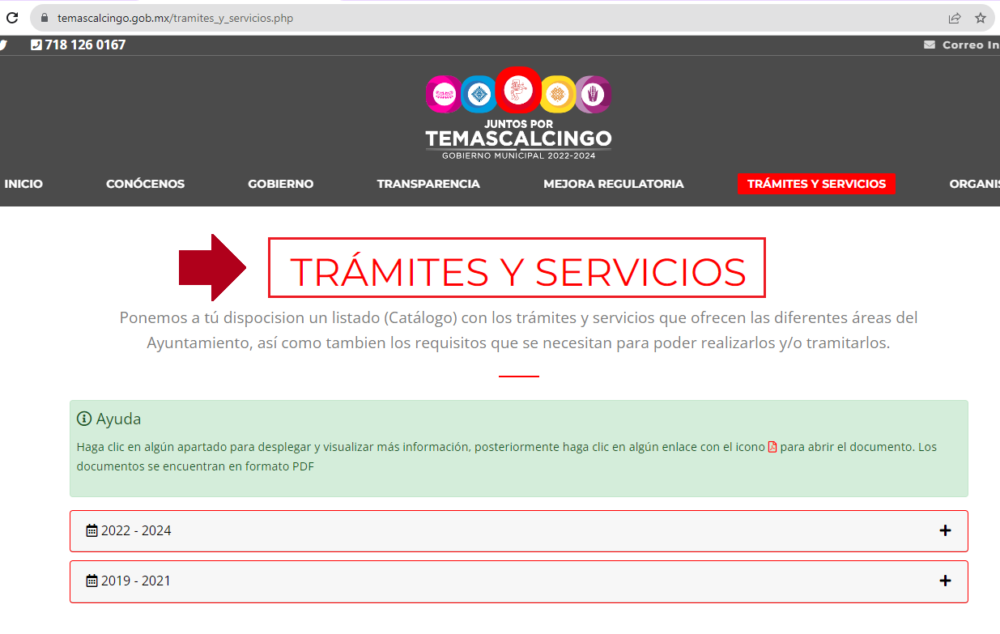 temascalcingo.gob.mx/tramites_y_servicios.php
718 126 0167
Correo In
JUNTOS POR
TEMASCALCINGO
GOBIERNO MUNICIPAL 2022-2024
INICIO CONÓCENOS GOBIERNO TRANSPARENCIA MEJORA REGULATORIA TRÁMITES Y SERVICIOS ORGANIS
TRÁMITES Y SERVICIOS
Ponemos a tú dispocision un listado (Catálogo) con los trámites y servicios que ofrecen las diferentes áreas del
Ayuntamiento, así como tambien los requisitos que se necesitan para poder realizarlos y/o tramitarlos.
Ayuda
Haga clic en algún apartado para desplegar y visualizar más información, posteriormente haga clic en algún enlace con el icono para abrir el documento. Los
documentos se encuentran en formato PDF
2022 - 2024
2019 - 2021